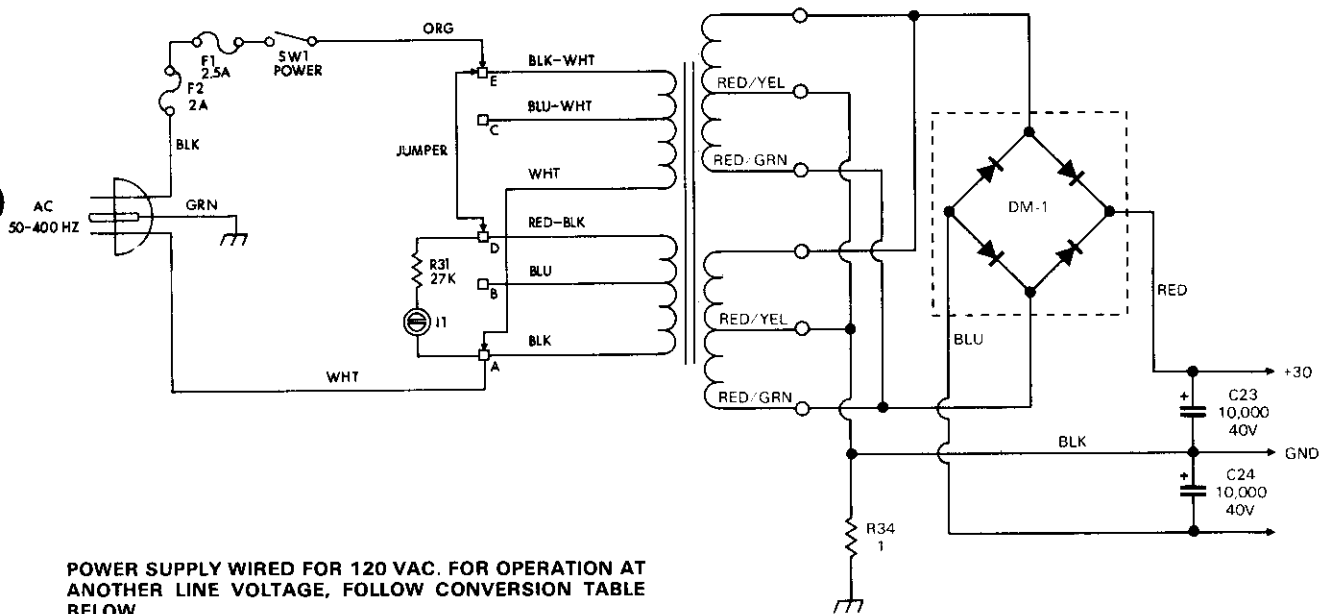 ORG
F1
2.5A
SW1
POWER
F2
2A
BLK
AC
50-400 HZ
GRN
WHT
JUMPER
E
BLK-WHT
C
BLU-WHT
WHT
RED-BLK
D
R31
27K
BLU
B
I1
BLK
A
RED/YEL
RED/GRN
RED/YEL
RED/GRN
DM-1
RED
BLU
+30
+
C23
10,000
40V
BLK
GND
+
C24
10,000
40V
R34
1
POWER SUPPLY WIRED FOR 120 VAC. FOR OPERATION AT
ANOTHER LINE VOLTAGE, FOLLOW CONVERSION TABLE
BELOW